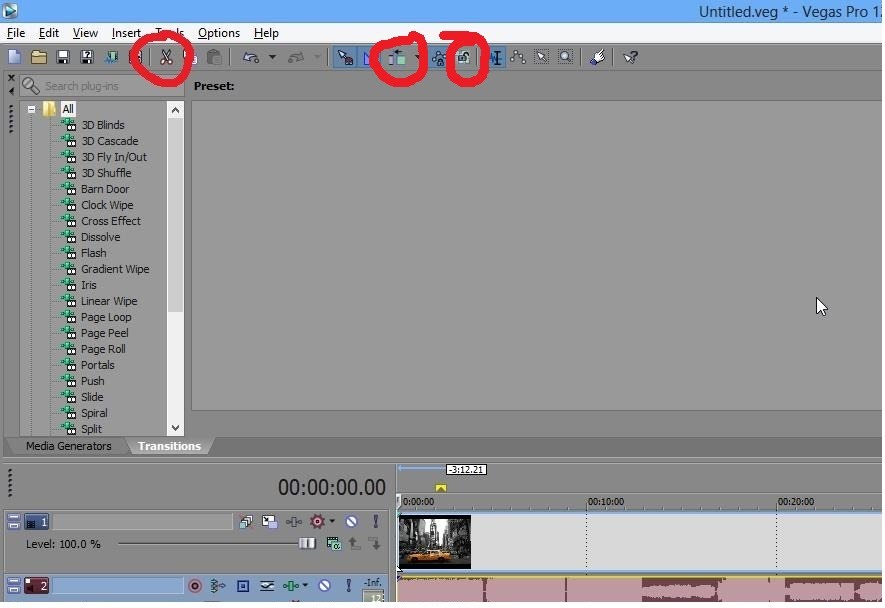 Untitled.veg * - Vegas Pro 12
File Edit View Insert Tools Options Help
Search plug-ins
Preset:
All
3D Blinds
3D Cascade
3D Fly In/Out
3D Shuffle
Barn Door
Clock Wipe
Cross Effect
Dissolve
Flash
Gradient Wipe
Iris
Linear Wipe
Page Loop
Page Peel
Page Roll
Portals
Push
Slide
Spiral
Split
Media Generators Transitions
-3:12.21
00:00:00.00
0:00:00 00:10:00 00:20:00
1
Level: 100.0 %
2
-Inf.
12